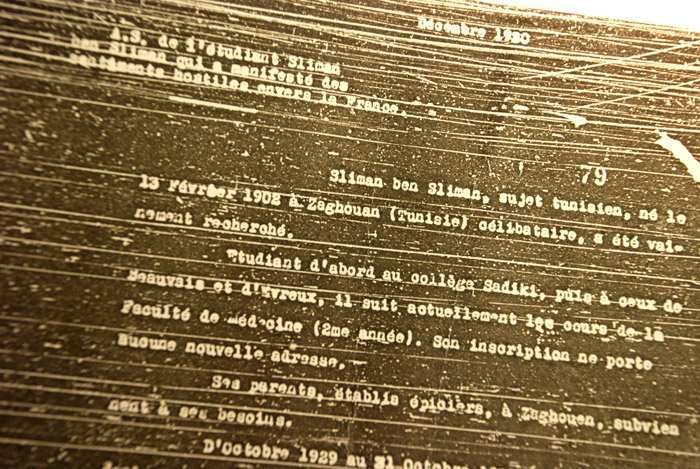 Décembre 1930
A.S. de l'étudiant Sliman
ben Sliman qui a manifesté des
sentiments hostiles envers la France.
79
Sliman ben Sliman, sujet tunisien, né le
13 Février 1902 à Zaghouan (Tunisie) célibataire, a été vai-
nement recherché.
Etudiant d'abord au collège Sadiki, puis à ceux de
Beauvais et d'Evreux, il suit actuellement les cours de la
Faculté de Médecine (2me année). Son inscription ne porte
aucune nouvelle adresse.
Ses parents, établis épiciers, à Zaghouen, subvien
nent à ses besoins.
D'Octobre 1929 au 31 Octobre